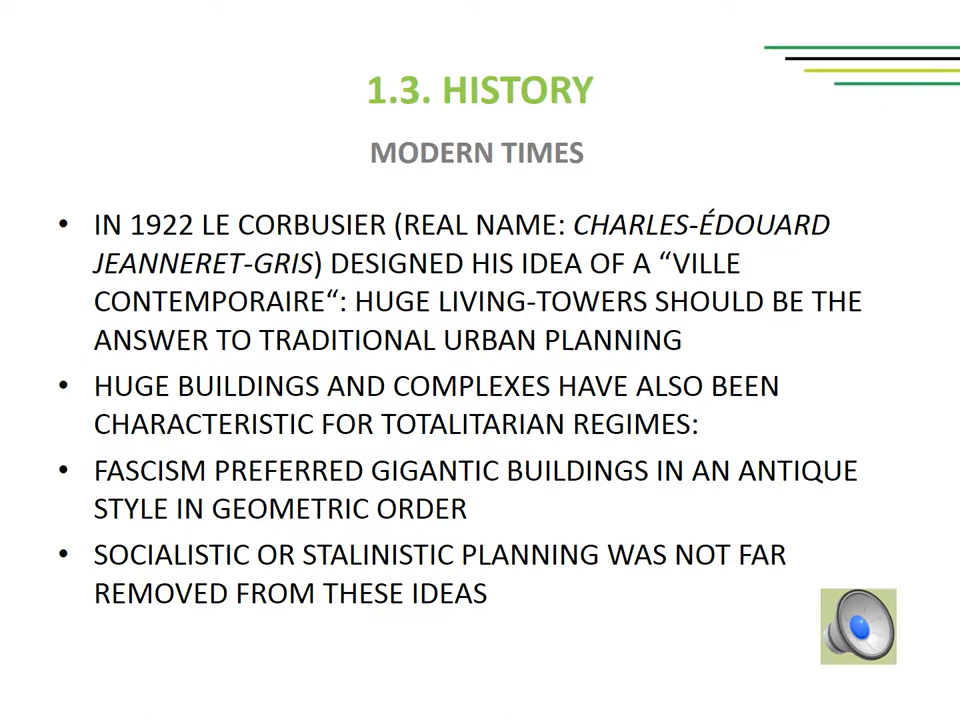 1.3. HISTORY
MODERN TIMES
• IN 1922 LE CORBUSIER (REAL NAME: CHARLES-ÉDOUARD
JEANNERET-GRIS) DESIGNED HIS IDEA OF A “VILLE
CONTEMPORAIRE“: HUGE LIVING-TOWERS SHOULD BE THE
ANSWER TO TRADITIONAL URBAN PLANNING
• HUGE BUILDINGS AND COMPLEXES HAVE ALSO BEEN
CHARACTERISTIC FOR TOTALITARIAN REGIMES:
• FASCISM PREFERRED GIGANTIC BUILDINGS IN AN ANTIQUE
STYLE IN GEOMETRIC ORDER
• SOCIALISTIC OR STALINISTIC PLANNING WAS NOT FAR
REMOVED FROM THESE IDEAS